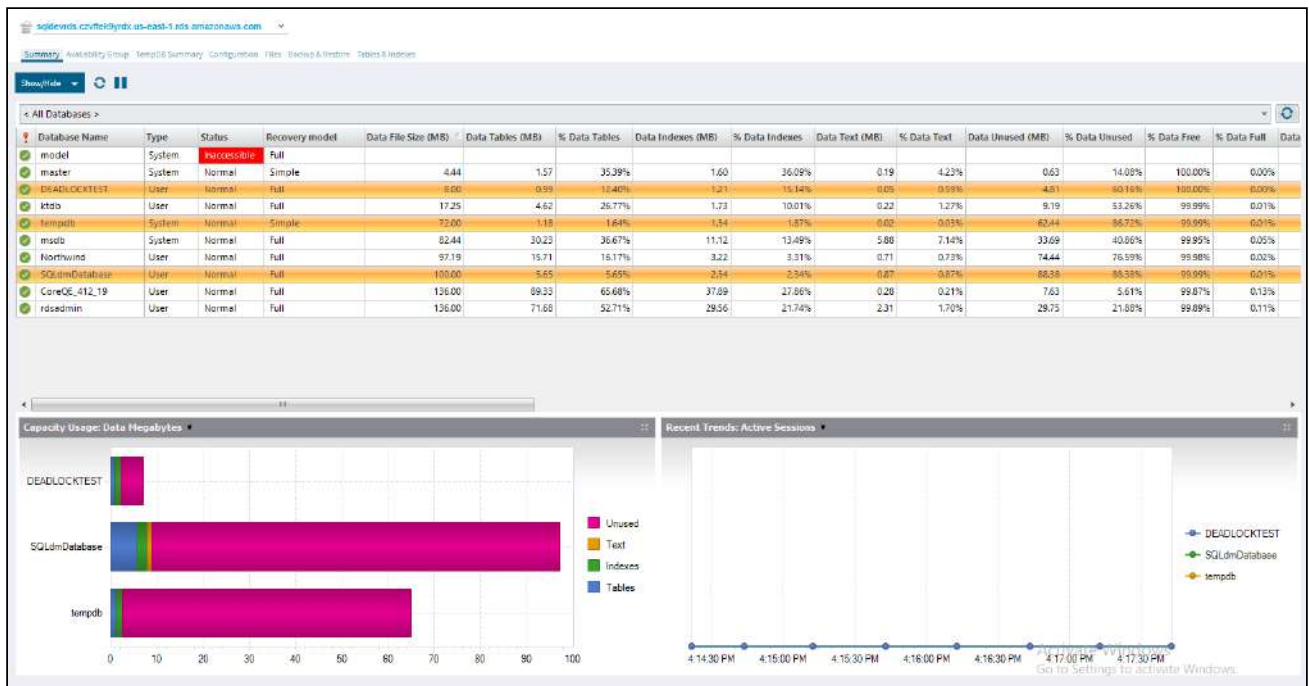 sqldevrds.czvftek9yrdx.us-east-1.rds.amazonaws.com
Summary Availability Group TempDB Summary Configuration Files Backup & Restore Tables & Indexes
Show/Hide
< All Databases >
Database Name Type Status Recovery model Data File Size (MB) Data Tables (MB) % Data Tables Data Indexes (MB) % Data Indexes Data Text (MB) % Data Text Data Unused (MB) % Data Unused % Data Free % Data Full Data
model System Inaccessible Full
master System Normal Simple 4.44 1.57 35.39% 1.60 36.09% 0.19 4.23% 0.63 14.08% 100.00% 0.00%
DEADLOCKTEST User Normal Full 8.00 0.99 12.40% 1.21 15.14% 0.05 0.59% 4.81 60.16% 100.00% 0.00%
ktdb User Normal Full 17.25 4.62 26.77% 1.73 10.01% 0.22 1.27% 9.19 53.26% 99.99% 0.01%
tempdb System Normal Simple 72.00 1.18 1.64% 1.34 1.87% 0.02 0.03% 62.44 86.72% 99.99% 0.01%
msdb System Normal Full 82.44 30.23 36.67% 11.12 13.49% 5.88 7.14% 33.69 40.86% 99.95% 0.05%
Northwind User Normal Full 97.19 15.71 16.17% 3.22 3.31% 0.71 0.73% 74.44 76.59% 99.98% 0.02%
SQLdmDatabase User Normal Full 100.00 5.65 5.65% 2.34 2.34% 0.87 0.87% 88.38 88.38% 99.99% 0.01%
CoreQE_412_19 User Normal Full 136.00 89.33 65.68% 37.89 27.86% 0.28 0.21% 7.63 5.61% 99.87% 0.13%
rdsadmin User Normal Full 136.00 71.68 52.71% 29.56 21.74% 2.31 1.70% 29.75 21.88% 99.89% 0.11%
Capacity Usage: Data Megabytes
Recent Trends: Active Sessions
DEADLOCKTEST
SQLdmDatabase
tempdb
0 10 20 30 40 50 60 70 80 90 100
Unused
Text
Indexes
Tables
4:14:30 PM 4:15:00 PM 4:15:30 PM 4:16:00 PM 4:16:30 PM 4:17:00 PM 4:17:30 PM
DEADLOCKTEST
SQLdmDatabase
tempdb
Activate Windows
Go to Settings to activate Windows.